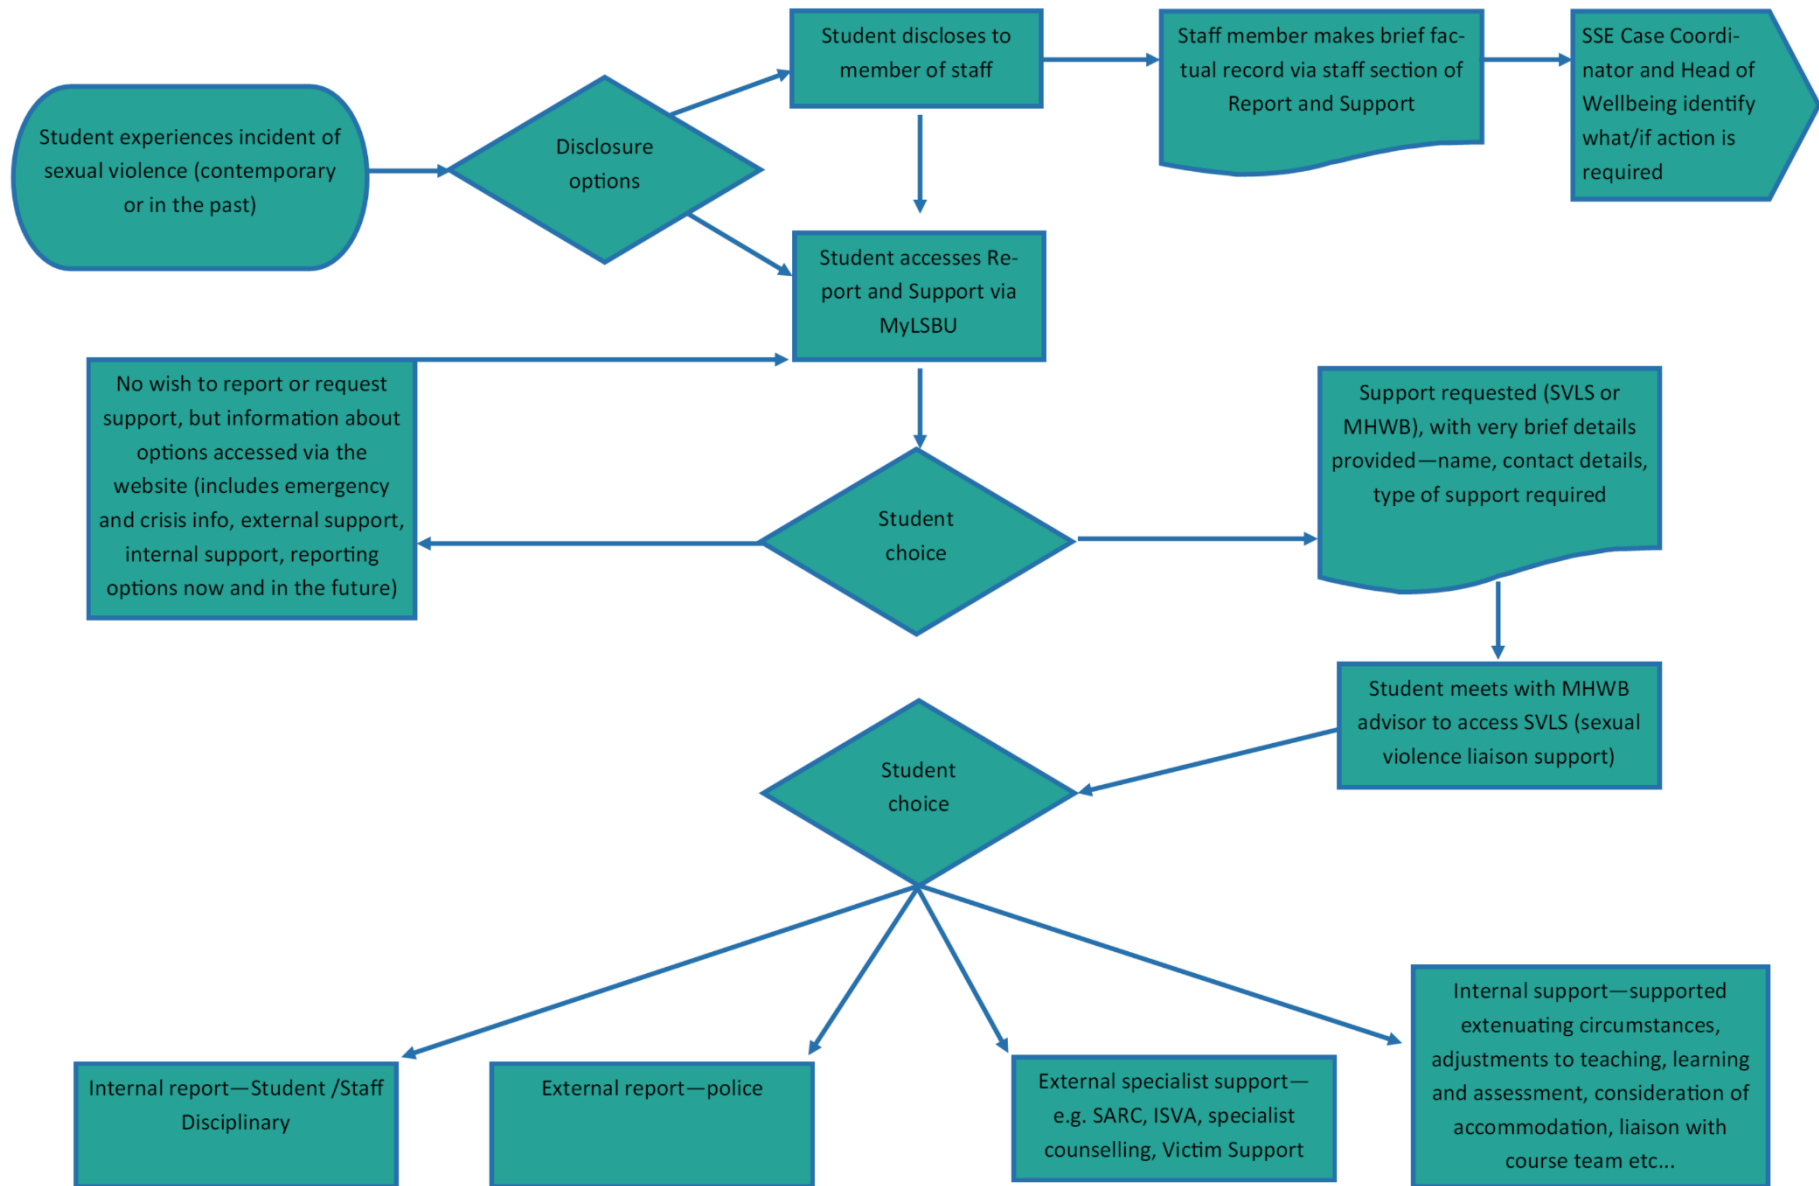 Student experiences incident of
sexual violence (contemporary
or in the past)
Disclosure
options
Student discloses to
member of staff
Staff member makes brief fac-
tual record via staff section of
Report and Support
SSE Case Coordi-
nator and Head of
Wellbeing identify
what/if action is
required
Student accesses Re-
port and Support via
MyLSBU
No wish to report or request
support, but information about
options accessed via the
website (includes emergency
and crisis info, external support,
internal support, reporting
options now and in the future)
Student
choice
Support requested (SVLS or
MHWB), with very brief details
provided—name, contact details,
type of support required
Student meets with MHWB
advisor to access SVLS (sexual
violence liaison support)
Student
choice
Internal report—Student /Staff
Disciplinary
External report—police
External specialist support—
e.g. SARC, ISVA, specialist
counselling, Victim Support
Internal support—supported
extenuating circumstances,
adjustments to teaching, learning
and assessment, consideration of
accommodation, liaison with
course team etc...